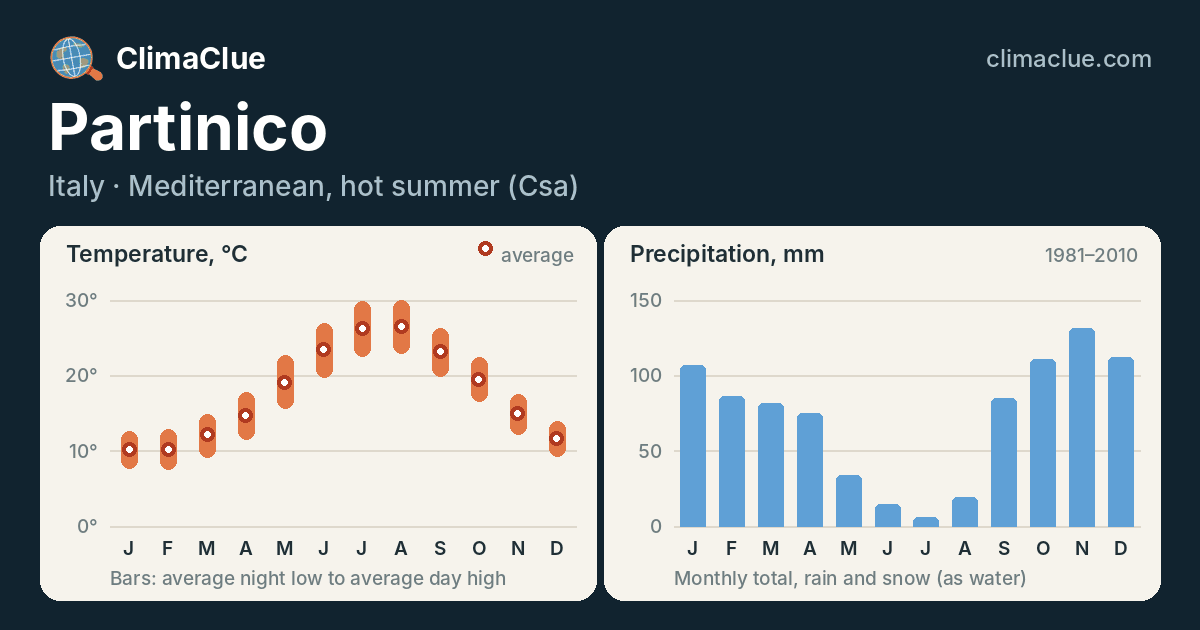 ClimaClue
climaclue.com
Partinico
Italy · Mediterranean, hot summer (Csa)
Temperature, °C
average
30°
20°
10°
0°
J F M A M J J A S O N D
Bars: average night low to average day high
Precipitation, mm
1981–2010
150
100
50
0
J F M A M J J A S O N D
Monthly total, rain and snow (as water)